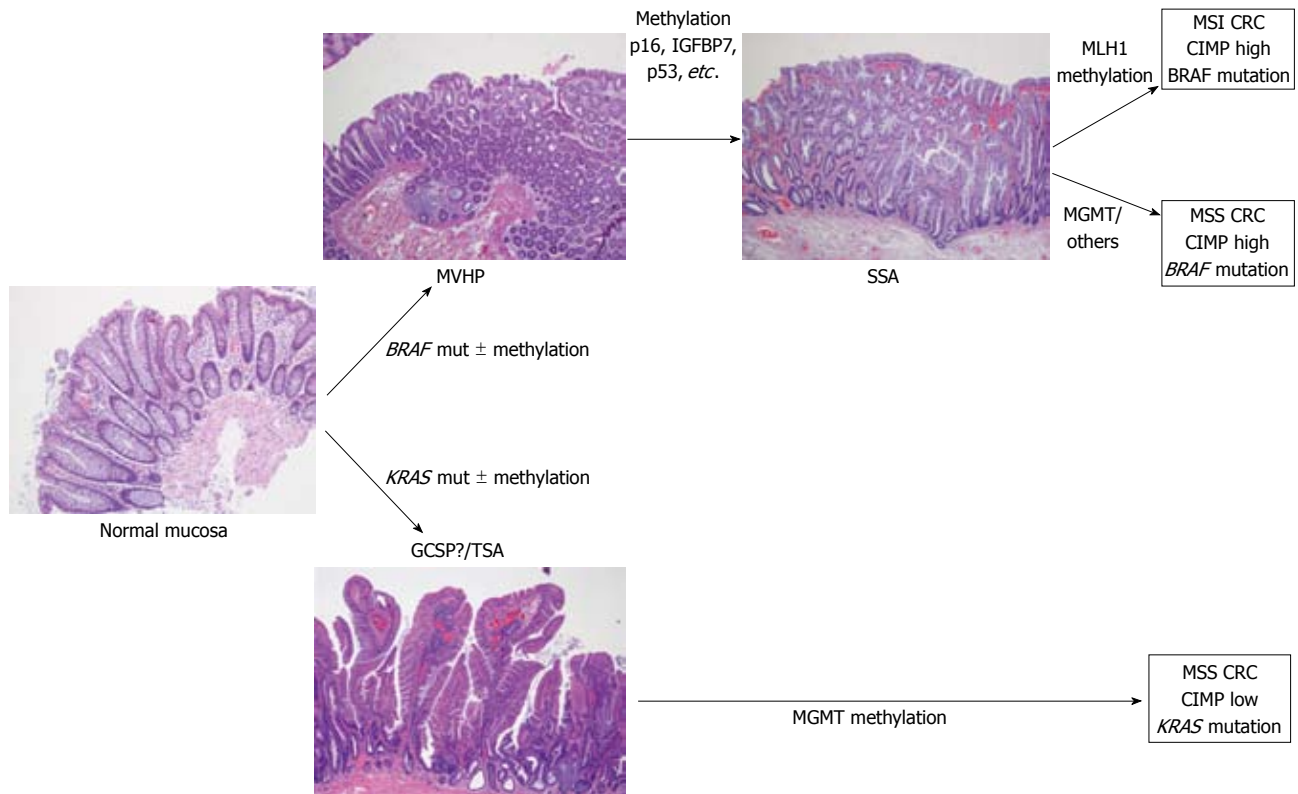 Methylation
p16, IGFBP7,
p53, etc.
MLH1
methylation
MSI CRC
CIMP high
BRAF mutation
MGMT/
others
MSS CRC
CIMP high
BRAF mutation
MVHP
SSA
BRAF mut ± methylation
KRAS mut ± methylation
Normal mucosa
GCSP?/TSA
MGMT methylation
MSS CRC
CIMP low
KRAS mutation